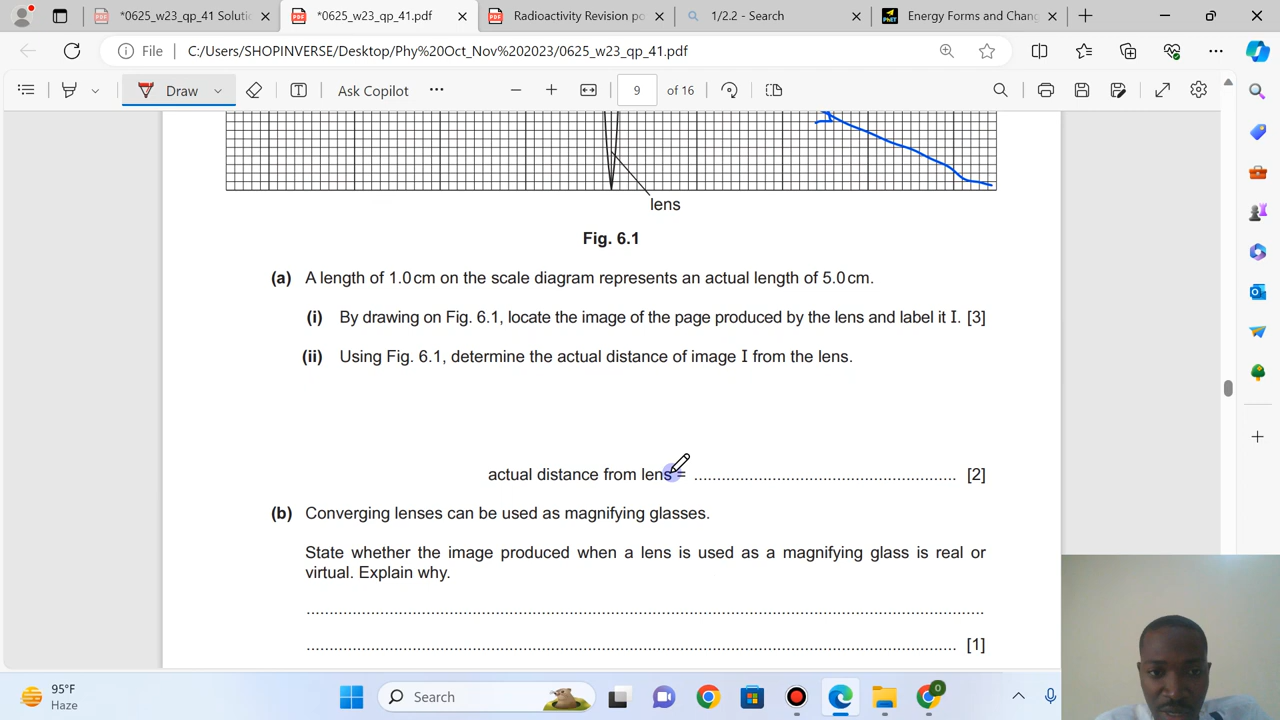 *0625_w23_qp_41 Soluti
*0625_w23_qp_41.pdf
Radioactivity Revision po
1/2.2 - Search
Energy Forms and Chang
File
C:/Users/SHOPINVERSE/Desktop/Phy%20Oct_Nov%202023/0625_w23_qp_41.pdf
Draw
Ask Copilot
9 of 16
lens
Fig. 6.1
(a) A length of 1.0 cm on the scale diagram represents an actual length of 5.0 cm.
(i) By drawing on Fig. 6.1, locate the image of the page produced by the lens and label it I. [3]
(ii) Using Fig. 6.1, determine the actual distance of image I from the lens.
actual distance from lens = ............................................................ [2]
(b) Converging lenses can be used as magnifying glasses.
State whether the image produced when a lens is used as a magnifying glass is real or
virtual. Explain why.
..........................................................................................................................................
.................................................................................................................................... [1]
95°F
Haze
Search
0